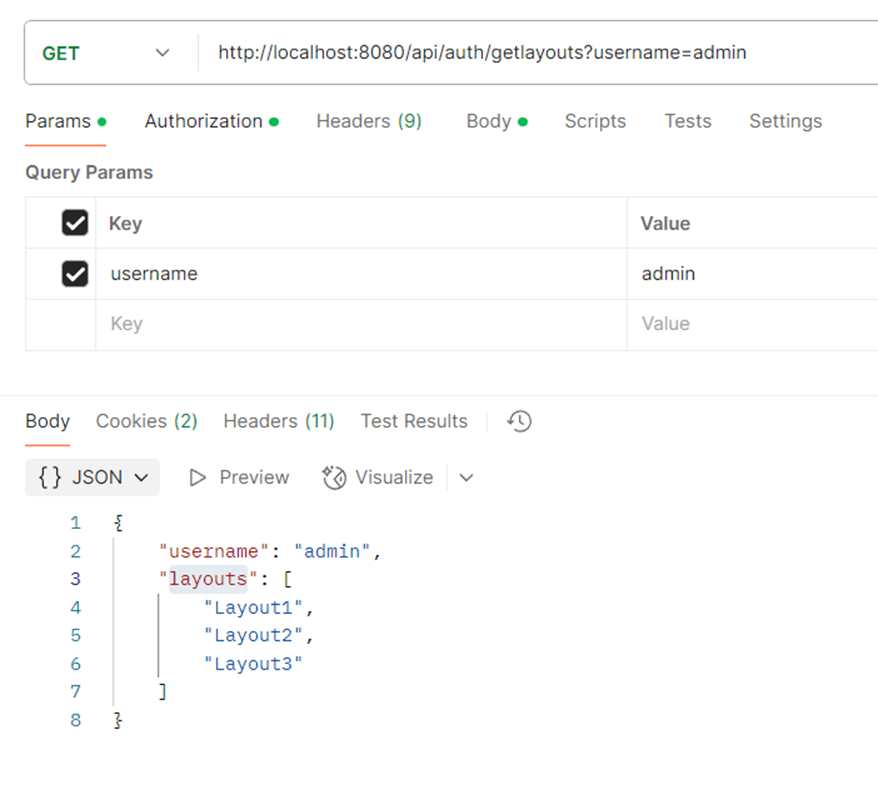 GET http://localhost:8080/api/auth/getlayouts?username=admin
Params Authorization Headers (9) Body Scripts Tests Settings
Query Params
Key Value
username admin
Key Value
Body Cookies (2) Headers (11) Test Results
{} JSON Preview Visualize
1 {
2 "username": "admin",
3 "layouts": [
4 "Layout1",
5 "Layout2",
6 "Layout3"
7 ]
8 }